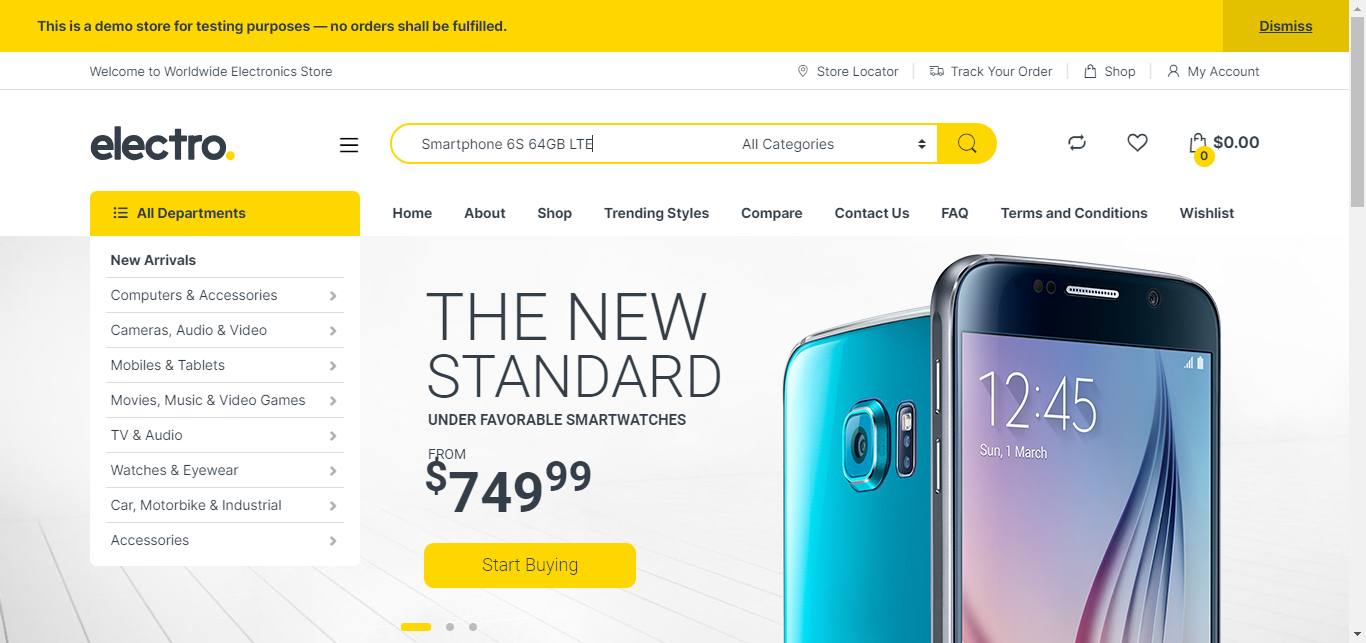 This is a demo store for testing purposes — no orders shall be fulfilled.
Dismiss
Welcome to Worldwide Electronics Store
Store Locator
Track Your Order
Shop
My Account
electro.
Smartphone 6S 64GB LTE
All Categories
0
$0.00
All Departments
Home
About
Shop
Trending Styles
Compare
Contact Us
FAQ
Terms and Conditions
Wishlist
New Arrivals
Computers & Accessories
Cameras, Audio & Video
Mobiles & Tablets
Movies, Music & Video Games
TV & Audio
Watches & Eyewear
Car, Motorbike & Industrial
Accessories
THE NEW
STANDARD
UNDER FAVORABLE SMARTWATCHES
FROM
$74999
Start Buying
12:45
Sun, 1 March